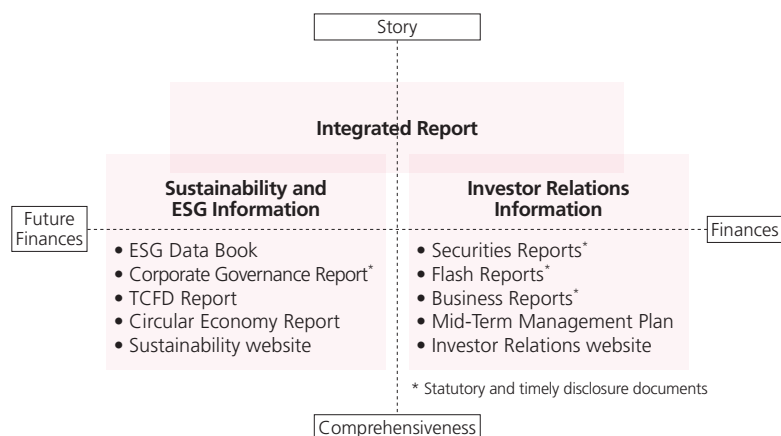 Story
Integrated Report
Sustainability and
ESG Information
Investor Relations
Information
Future
Finances
Finances
• ESG Data Book
• Corporate Governance Report*
• TCFD Report
• Circular Economy Report
• Sustainability website
• Securities Reports*
• Flash Reports*
• Business Reports*
• Mid-Term Management Plan
• Investor Relations website
* Statutory and timely disclosure documents
Comprehensiveness